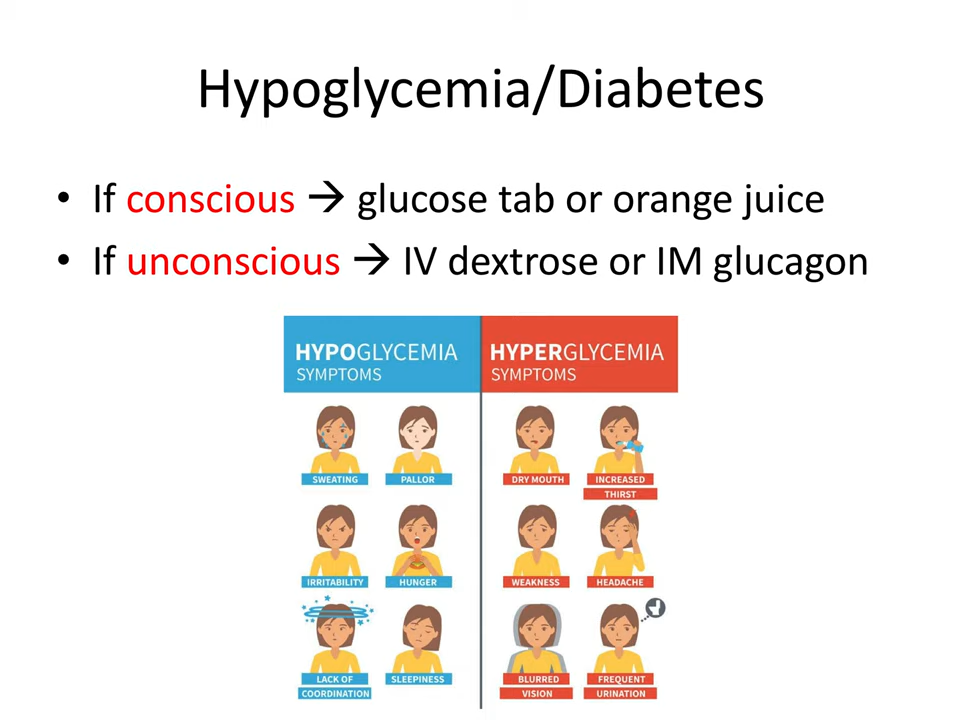 Hypoglycemia/Diabetes
• If conscious → glucose tab or orange juice
• If unconscious → IV dextrose or IM glucagon
HYPOGLYCEMIA
SYMPTOMS
HYPERGLYCEMIA
SYMPTOMS
SWEATING
PALLOR
DRY MOUTH
INCREASED
THIRST
IRRITABILITY
HUNGER
WEAKNESS
HEADACHE
LACK OF
COORDINATION
SLEEPINESS
BLURRED
VISION
FREQUENT
URINATION